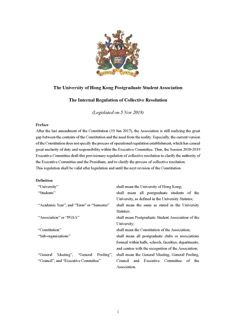 The University of Hong Kong Postgraduate Student Association
The Internal Regulation of Collective Resolution
(Legislated on 5 Nov 2019)
Preface
After the last amendment of the Constitution (19 Jun 2017), the Association is still realizing the great
gap between the contents of the Constitution and the need from the reality. Especially, the current version
of the Constitution does not specify the process of operational regulation establishment, which has caused
great unclarity of duty and responsibility within the Executive Committee. Thus, the Session 2018-2019
Executive Committee shall this provisionary regulation of collective resolution to clarify the authority of
the Executive Committee and the Presidium, and to clarify the process of collective resolution.
This regulation shall be valid after legislation and until the next revision of the Constitution.
Definition
"University" shall mean the University of Hong Kong;
"Students" shall mean all postgraduate students of the
University, as defined in the University Statutes;
"Academic Year", and "Term" or "Semester" shall mean the same as stated in the University
Statutes;
"Association" or "PGSA" shall mean Postgraduate Student Association of the
University;
"Constitution" shall mean the Constitution of the Association;
"Sub-organizations" shall mean all postgraduate clubs or associations
formed within halls, schools, faculties, departments,
and centres with the recognition of the Association;
"General Meeting", "General Polling", shall mean the General Meeting, General Polling,
"Council", and "Executive Committee" Council and Executive Committee of the
Association.
1